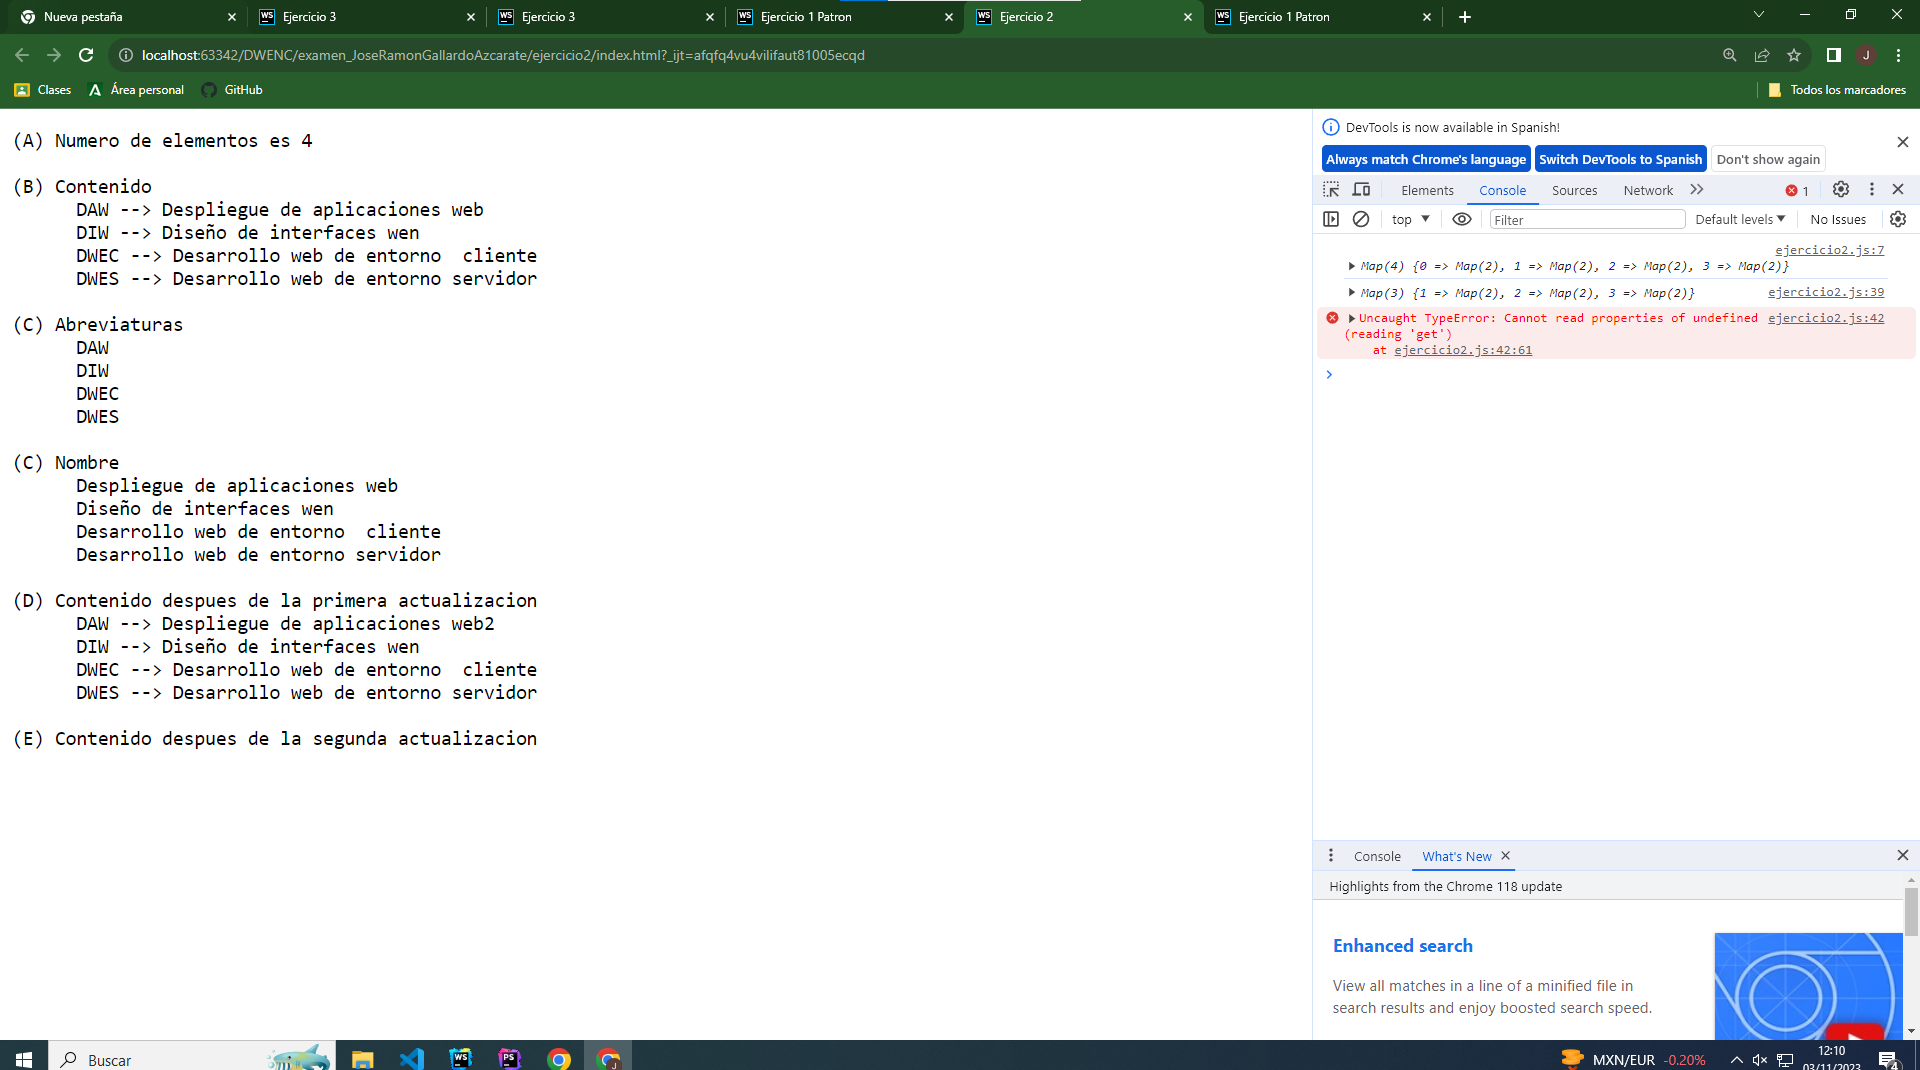 Nueva pestaña
Ejercicio 3
Ejercicio 3
Ejercicio 1 Patron
Ejercicio 2
Ejercicio 1 Patron
localhost:63342/DWENC/examen_JoseRamonGallardoAzcarate/ejercicio2/index.html?_ijt=afqfq4vu4vilifaut81005ecqd
J
Clases
Área personal
GitHub
Todos los marcadores
(A) Numero de elementos es 4
(B) Contenido
DAW --> Despliegue de aplicaciones web
DIW --> Diseño de interfaces wen
DWEC --> Desarrollo web de entorno  cliente
DWES --> Desarrollo web de entorno servidor
(C) Abreviaturas
DAW
DIW
DWEC
DWES
(C) Nombre
Despliegue de aplicaciones web
Diseño de interfaces wen
Desarrollo web de entorno  cliente
Desarrollo web de entorno servidor
(D) Contenido despues de la primera actualizacion
DAW --> Despliegue de aplicaciones web2
DIW --> Diseño de interfaces wen
DWEC --> Desarrollo web de entorno  cliente
DWES --> Desarrollo web de entorno servidor
(E) Contenido despues de la segunda actualizacion
DevTools is now available in Spanish!
Always match Chrome's language
Switch DevTools to Spanish
Don't show again
Elements
Console
Sources
Network
1
top
Filter
Default levels
No Issues
ejercicio2.js:7
Map(4) {0 => Map(2), 1 => Map(2), 2 => Map(2), 3 => Map(2)}
Map(3) {1 => Map(2), 2 => Map(2), 3 => Map(2)}
ejercicio2.js:39
Uncaught TypeError: Cannot read properties of undefined
ejercicio2.js:42
(reading 'get')
at ejercicio2.js:42:61
Console
What's New
Highlights from the Chrome 118 update
Enhanced search
View all matches in a line of a minified file in
search results and enjoy boosted search speed.
Buscar
MXN/EUR -0.20%
12:10
03/11/2023
4